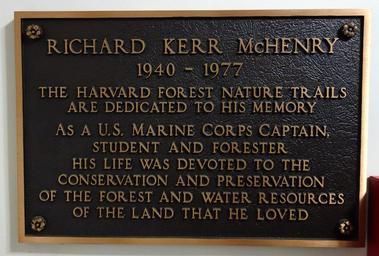 RICHARD KERR McHENRY
1940 - 1977
THE HARVARD FOREST NATURE TRAILS
ARE DEDICATED TO HIS MEMORY
AS A U.S. MARINE CORPS CAPTAIN,
STUDENT AND FORESTER
HIS LIFE WAS DEVOTED TO THE
CONSERVATION AND PRESERVATION
OF THE FOREST AND WATER RESOURCES
OF THE LAND THAT HE LOVED